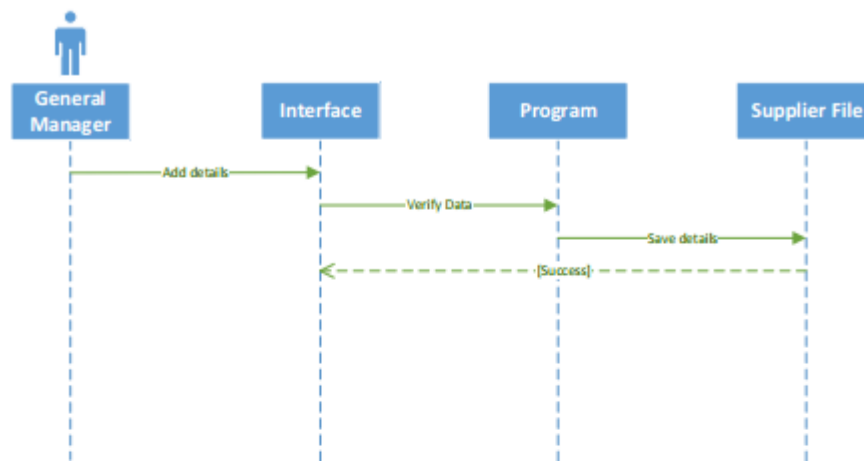 General
Manager
Interface
Program
Supplier File
Add details
Verify Data
Save details
[Success]